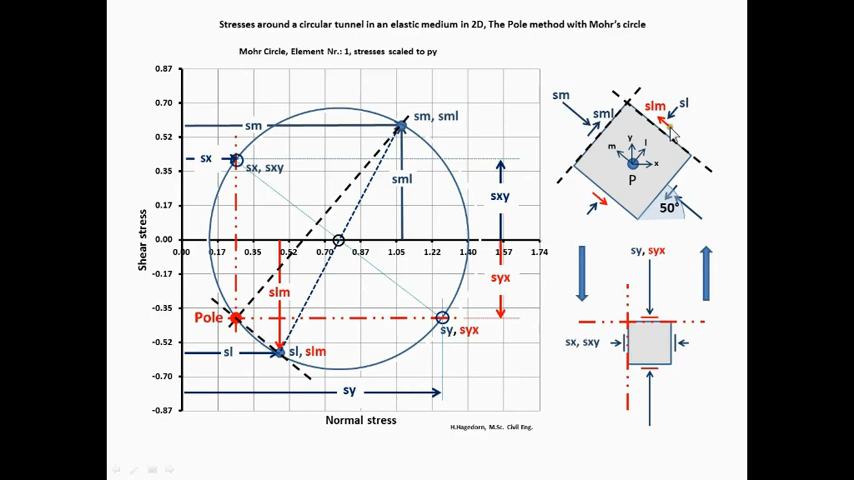 Stresses around a circular tunnel in an elastic medium in 2D, The Pole method with Mohr's circle
Mohr Circle, Element Nr.: 1, stresses scaled to py
0.87
0.70
0.52
0.35
0.17
0.00
-0.17
-0.35
-0.52
-0.70
-0.87
Shear stress
0.00 0.17 0.35 0.52 0.70 0.87 1.05 1.22 1.40 1.57 1.74
Normal stress
sm
sm, sml
sx
sx, sxy
sml
sxy
slm
syx
Pole
sy, syx
sl
sl, slm
sy
H.Hagedorn, M.Sc. Civil Eng.
sm
sml
slm
sl
y
m
l
x
P
50°
sy, syx
sx, sxy